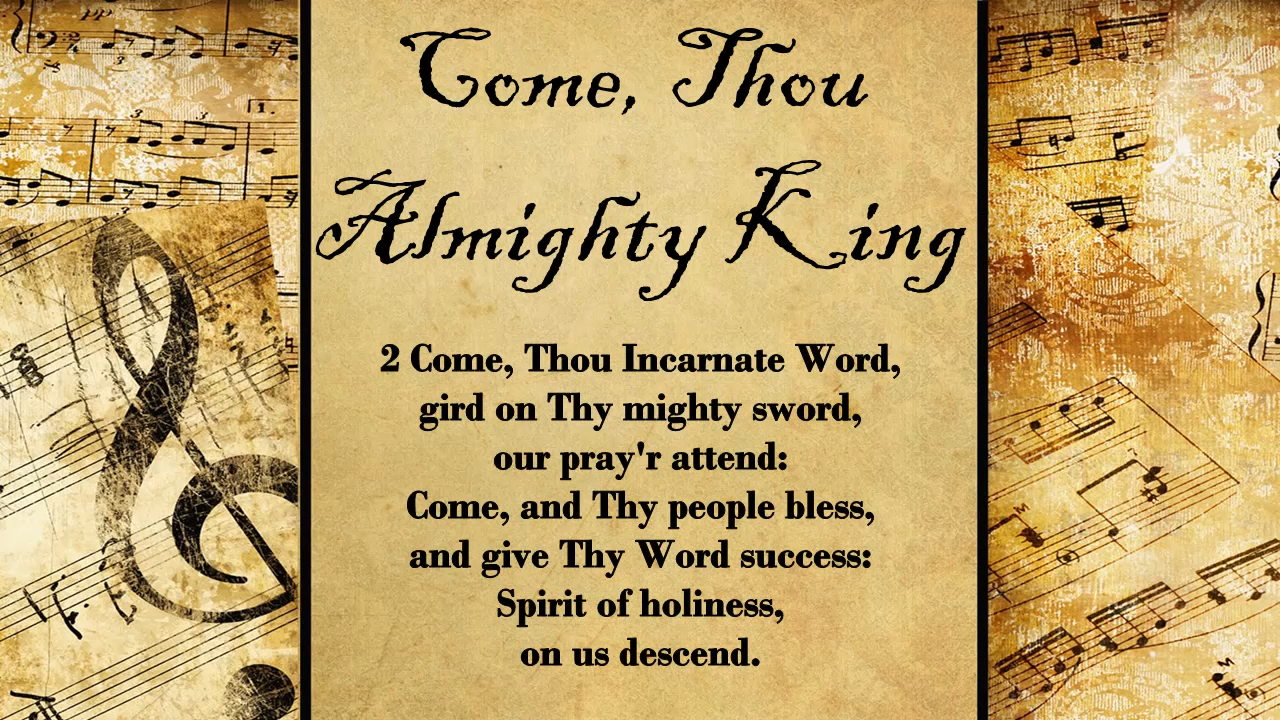 Come, Thou
Almighty King
2 Come, Thou Incarnate Word,
gird on Thy mighty sword,
our pray'r attend:
Come, and Thy people bless,
and give Thy Word success:
Spirit of holiness,
on us descend.